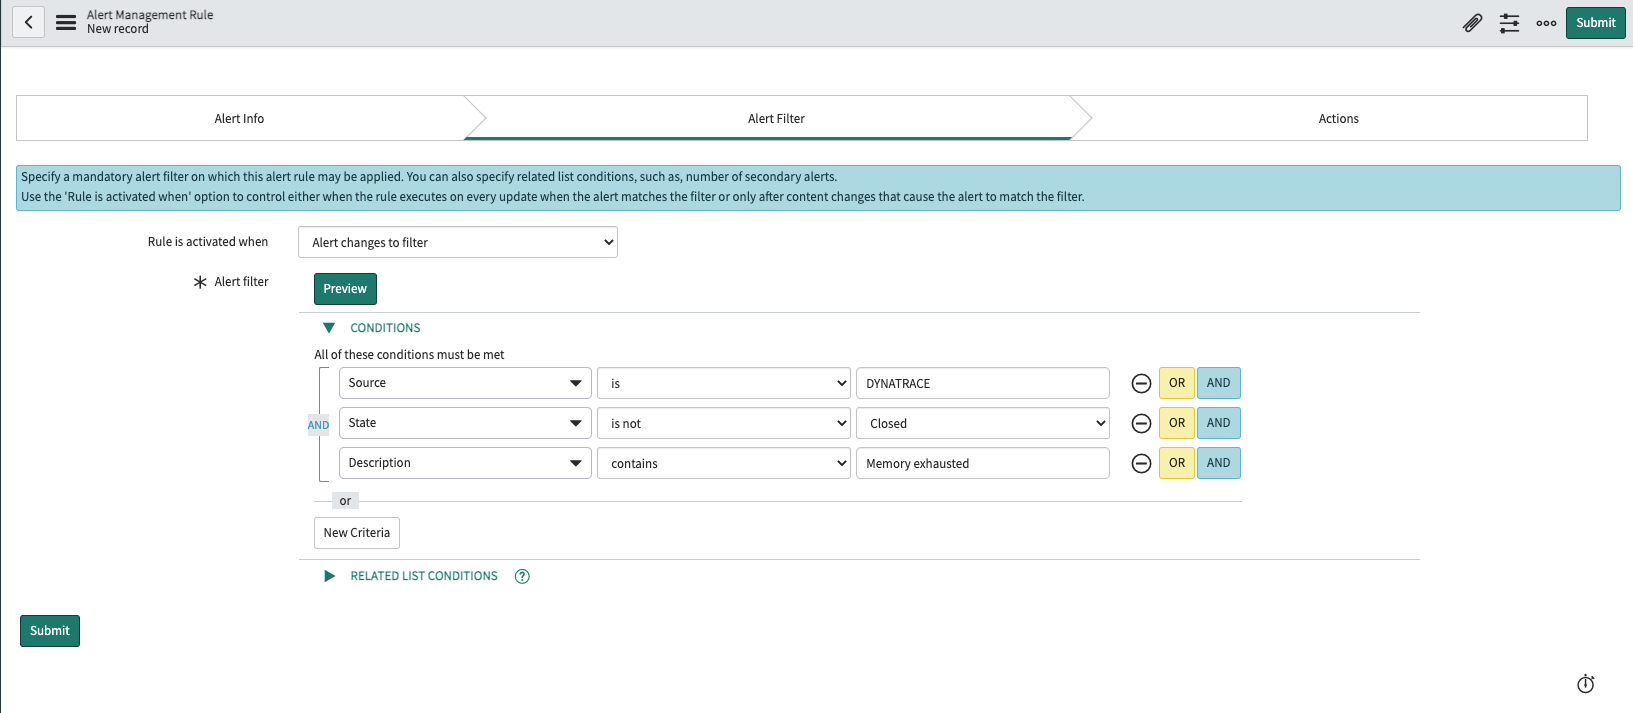 Alert Management Rule
New record
Submit
Alert Info
Alert Filter
Actions
Specify a mandatory alert filter on which this alert rule may be applied. You can also specify related list conditions, such as, number of secondary alerts.
Use the 'Rule is activated when' option to control either when the rule executes on every update when the alert matches the filter or only after content changes that cause the alert to match the filter.
Rule is activated when
Alert changes to filter
Alert filter
Preview
CONDITIONS
All of these conditions must be met
Source is DYNATRACE OR AND
AND
State is not Closed OR AND
Description contains Memory exhausted OR AND
or
New Criteria
RELATED LIST CONDITIONS ?
Submit